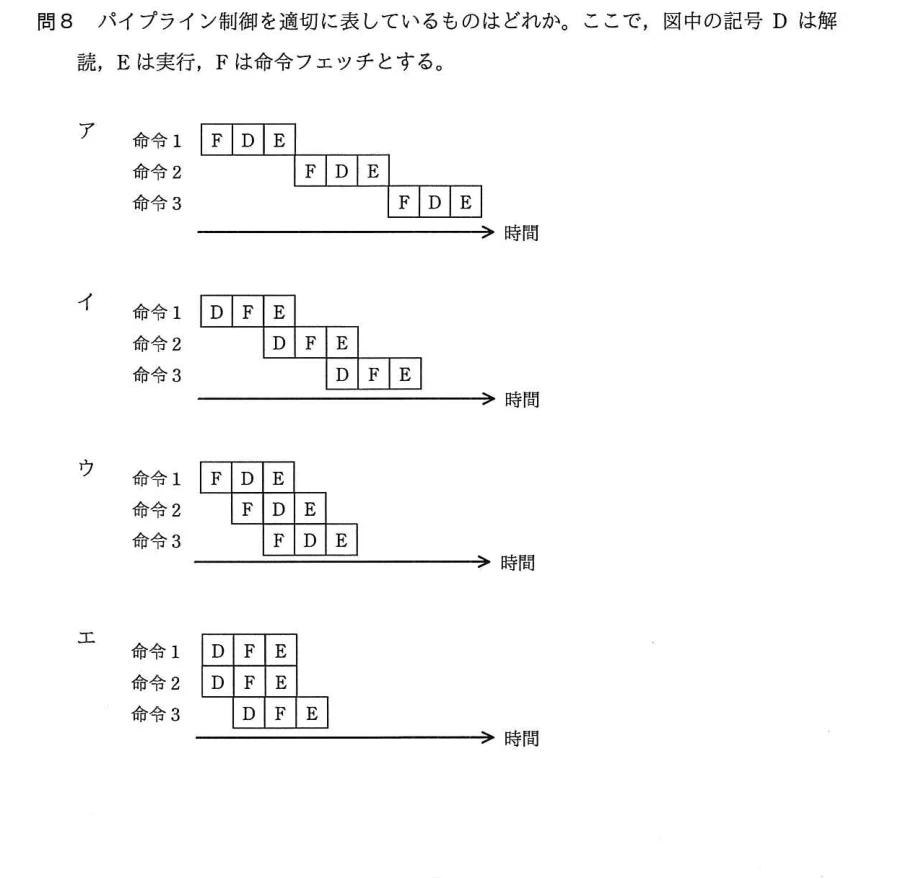 問8 パイプライン制御を適切に表しているものはどれか。ここで，図中の記号 D は解
読，E は実行，F は命令フェッチとする。
ア
命令1 F D E
命令2 F D E
命令3 F D E
時間
イ
命令1 D F E
命令2 D F E
命令3 D F E
時間
ウ
命令1 F D E
命令2 F D E
命令3 F D E
時間
エ
命令1 D F E
命令2 D F E
命令3 D F E
時間